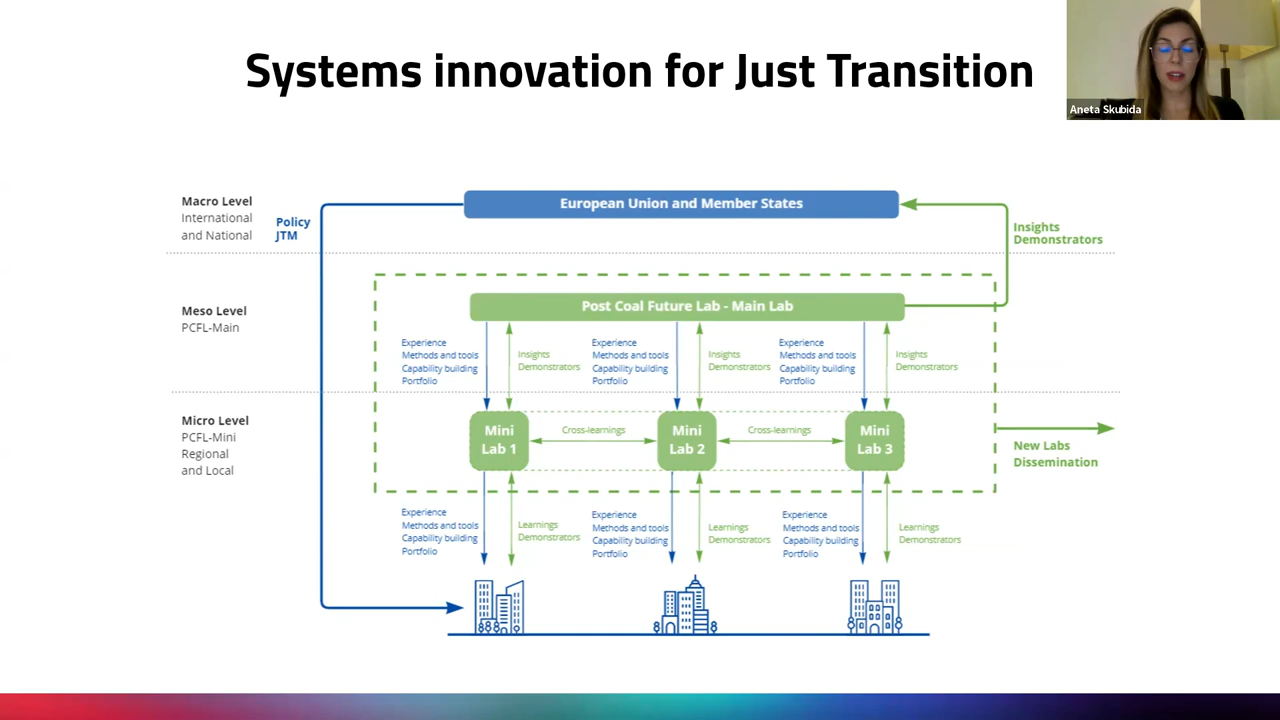 Systems innovation for Just Transition
Aneta Skubida
Macro Level
International
and National
Policy
JTM
European Union and Member States
Insights
Demonstrators
Meso Level
PCFL-Main
Post Coal Future Lab - Main Lab
Experience
Methods and tools
Capability building
Portfolio
Insights
Demonstrators
Experience
Methods and tools
Capability building
Portfolio
Insights
Demonstrators
Experience
Methods and tools
Capability building
Portfolio
Insights
Demonstrators
Micro Level
PCFL-Mini
Regional
and Local
Mini
Lab 1
Cross-learnings
Mini
Lab 2
Cross-learnings
Mini
Lab 3
New Labs
Dissemination
Experience
Methods and tools
Capability building
Portfolio
Learnings
Demonstrators
Experience
Methods and tools
Capability building
Portfolio
Learnings
Demonstrators
Experience
Methods and tools
Capability building
Portfolio
Learnings
Demonstrators